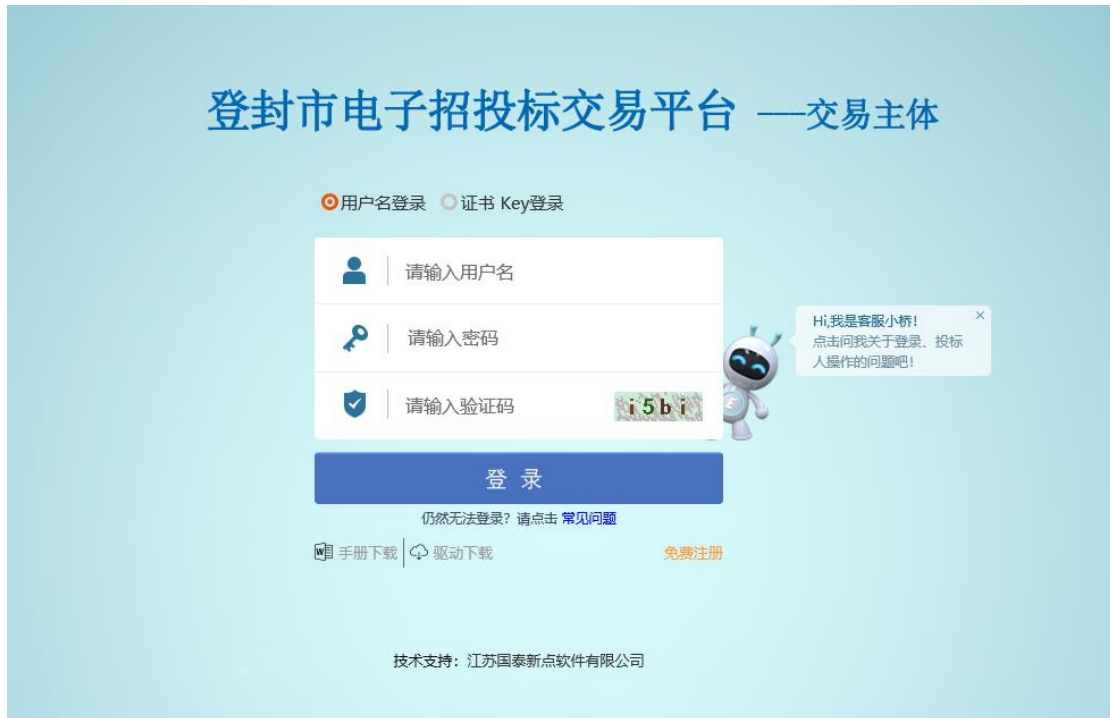 登封市电子招投标交易平台 ——交易主体
用户名登录 证书 Key登录
请输入用户名
请输入密码
请输入验证码 i5bi
Hi,我是客服小桥!
点击问我关于登录、投标
人操作的问题吧!
E
登 录
仍然无法登录? 请点击 常见问题
手册下载 驱动下载 免费注册
技术支持：江苏国泰新点软件有限公司